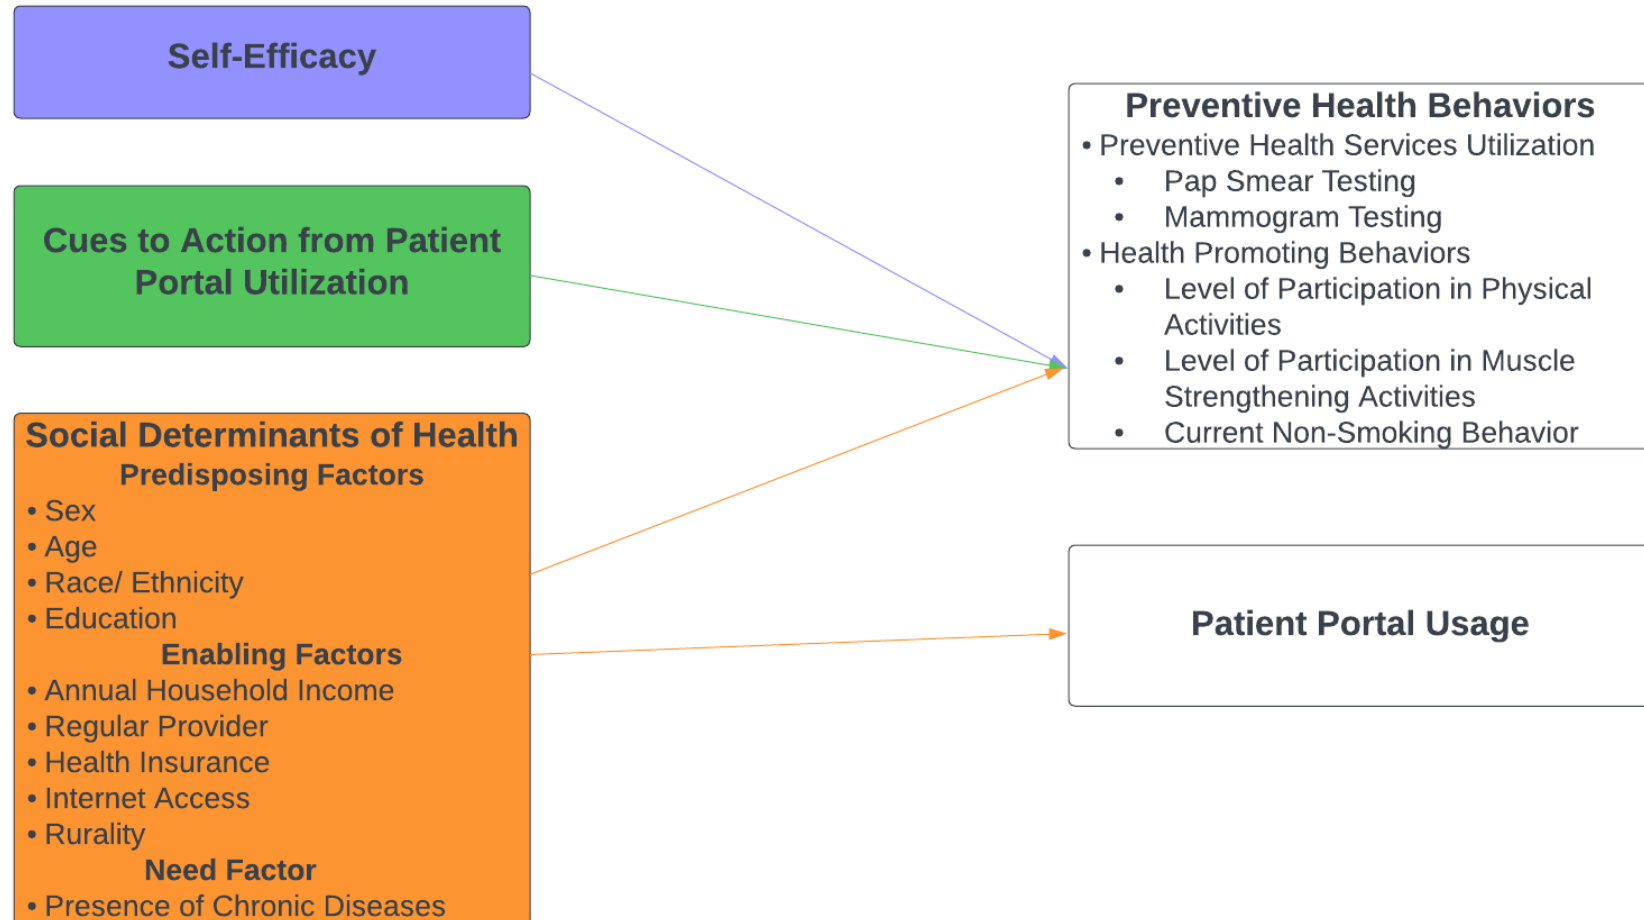 Self-Efficacy
Cues to Action from Patient
Portal Utilization
Social Determinants of Health
Predisposing Factors
• Sex
• Age
• Race/ Ethnicity
• Education
Enabling Factors
• Annual Household Income
• Regular Provider
• Health Insurance
• Internet Access
• Rurality
Need Factor
• Presence of Chronic Diseases
Preventive Health Behaviors
• Preventive Health Services Utilization
• Pap Smear Testing
• Mammogram Testing
• Health Promoting Behaviors
• Level of Participation in Physical
Activities
• Level of Participation in Muscle
Strengthening Activities
• Current Non-Smoking Behavior
Patient Portal Usage